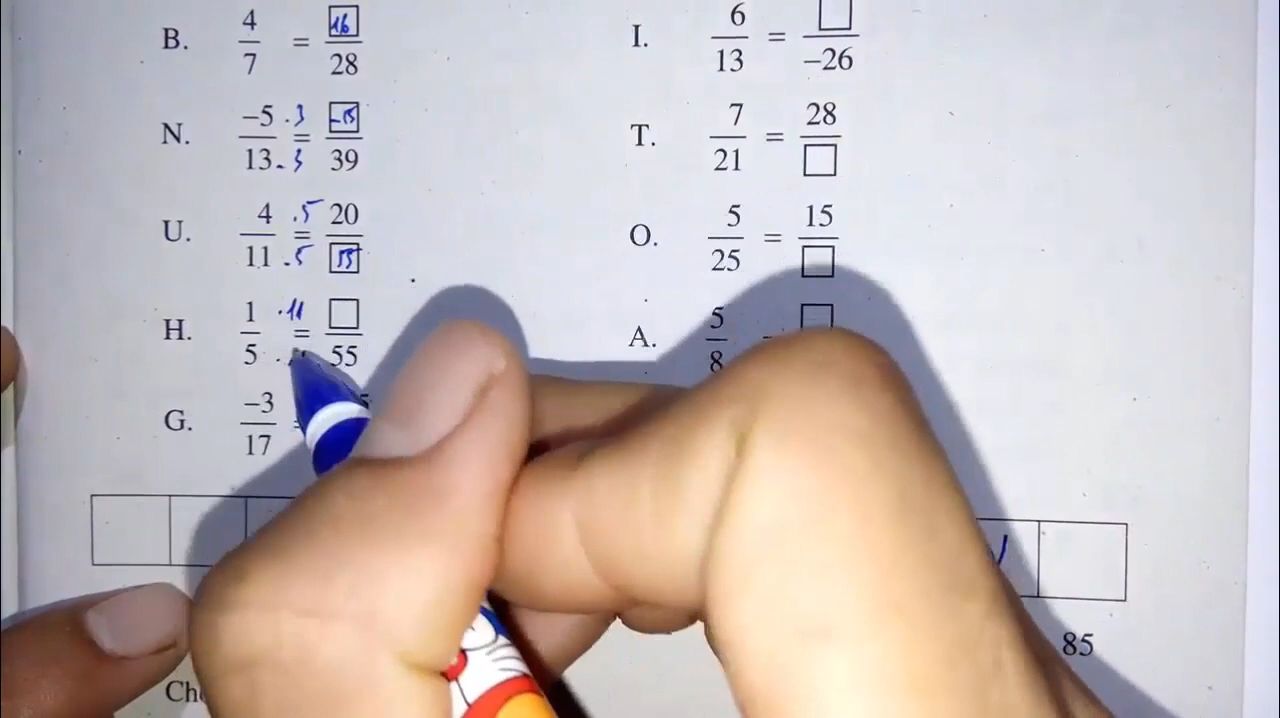 B. 4/7 = 16/28
N. -5/13 .3 .3 = -15/39
U. 4/11 .5 .5 = 20/55
H. 1/5 .11 = □/55
G. -3/17
I. 6/13 = □/-26
T. 7/21 = 28/□
O. 5/25 = 15/□
A. 5/8
85